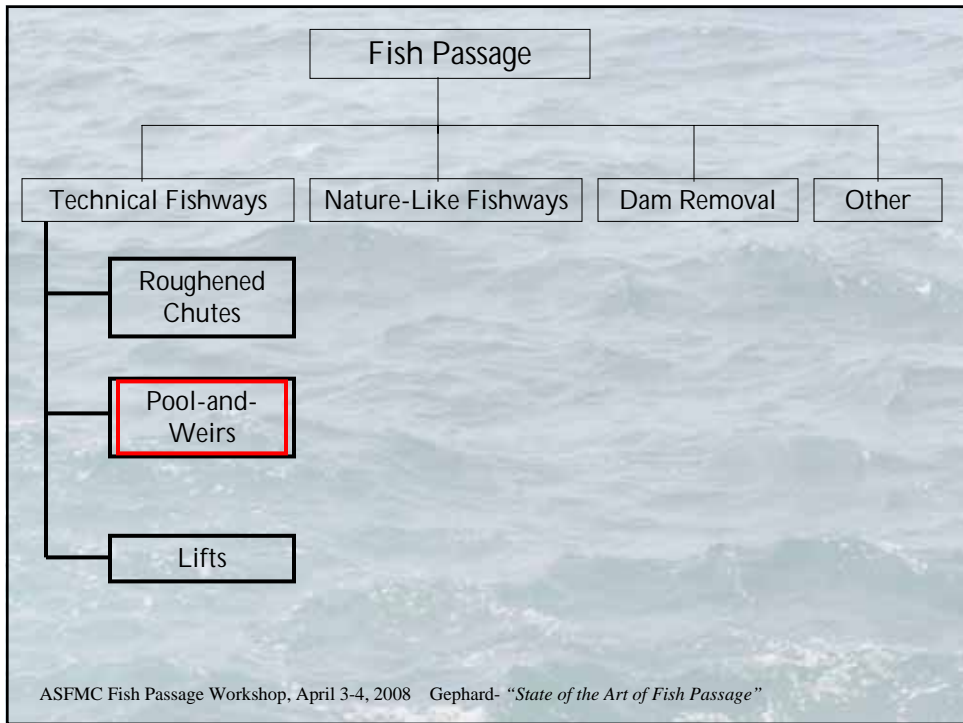 Fish Passage
Technical Fishways
Nature-Like Fishways
Dam Removal
Other
Roughened
Chutes
Pool-and-
Weirs
Lifts
ASFMC Fish Passage Workshop, April 3-4, 2008 Gephard- “State of the Art of Fish Passage”